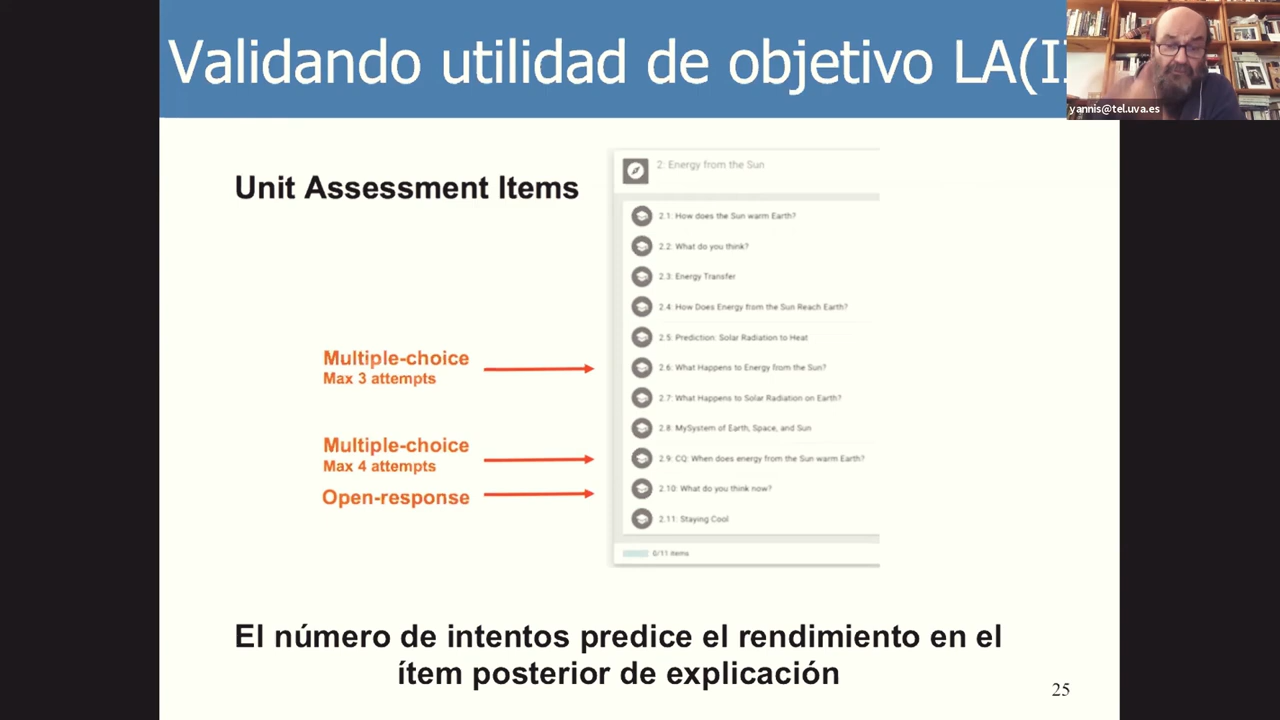 Validando utilidad de objetivo LA(I
yannis@tel.uva.es
Unit Assessment Items
2: Energy from the Sun
2.1: How does the Sun warm Earth?
2.2: What do you think?
2.3: Energy Transfer
2.4: How Does Energy from the Sun Reach Earth?
2.5: Prediction: Solar Radiation to Heat
Multiple-choice
Max 3 attempts
2.6: What Happens to Energy from the Sun?
2.7: What Happens to Solar Radiation on Earth?
2.8: MySystem of Earth, Space, and Sun
Multiple-choice
Max 4 attempts
2.9: CQ: When does energy from the Sun warm Earth?
Open-response
2.10: What do you think now?
2.11: Staying Cool
0/11 items
El número de intentos predice el rendimiento en el
ítem posterior de explicación
25